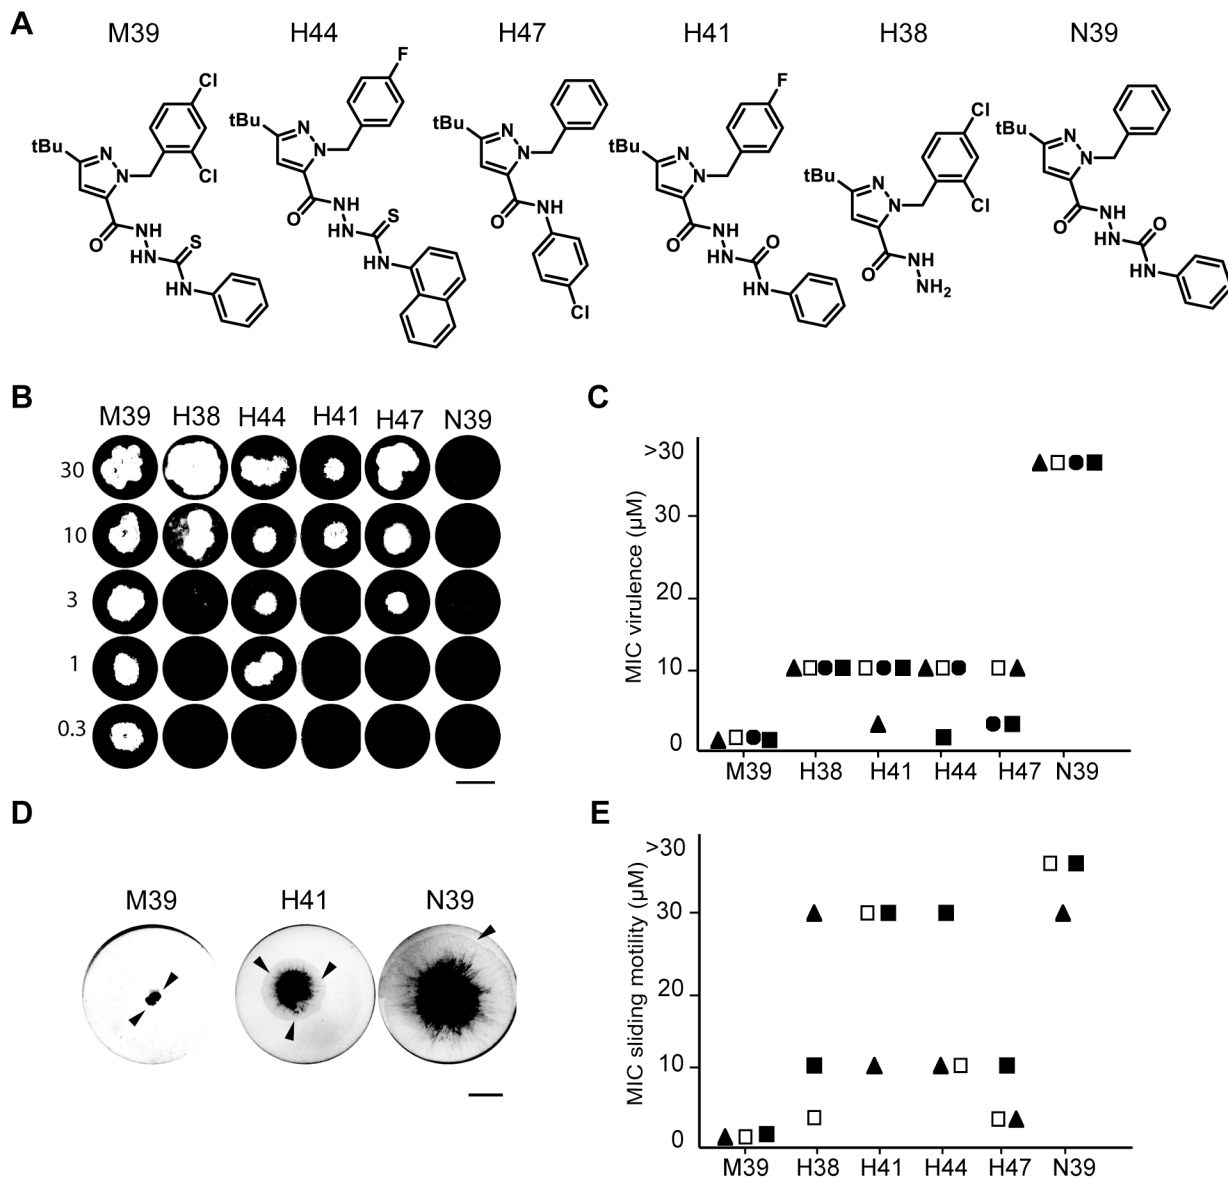 A
M39 H44 H47 H41 H38 N39
Cl
tBu
N
N
Cl
O
NH
HN
S
HN
F
tBu
N
N
O
NH
HN
S
NH
tBu
N
N
O
NH
Cl
F
tBu
N
N
O
NH
HN
O
HN
Cl
tBu
N
N
Cl
O
NH
NH2
tBu
N
N
O
NH
HN
O
HN
B
M39 H38 H44 H41 H47 N39
30
10
3
1
0.3
C
MIC virulence (µM)
>30
30
20
10
0
M39 H38 H41 H44 H47 N39
D
M39 H41 N39
E
MIC sliding motility (µM)
>30
30
20
10
0
M39 H38 H41 H44 H47 N39